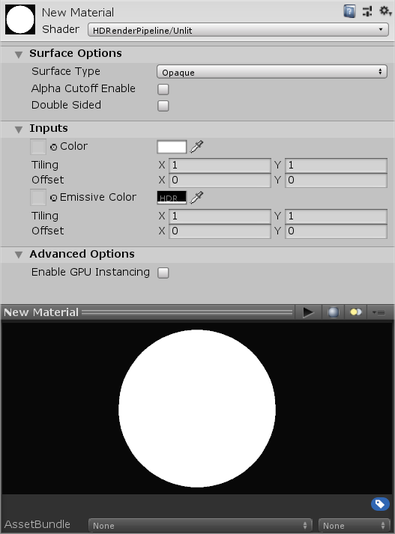 New Material
Shader HDRenderPipeline/Unlit
Surface Options
Surface Type Opaque
Alpha Cutoff Enable
Double Sided
Inputs
Color
Tiling X 1 Y 1
Offset X 0 Y 0
Emissive Color HDR
Tiling X 1 Y 1
Offset X 0 Y 0
Advanced Options
Enable GPU Instancing
New Material
AssetBundle None None